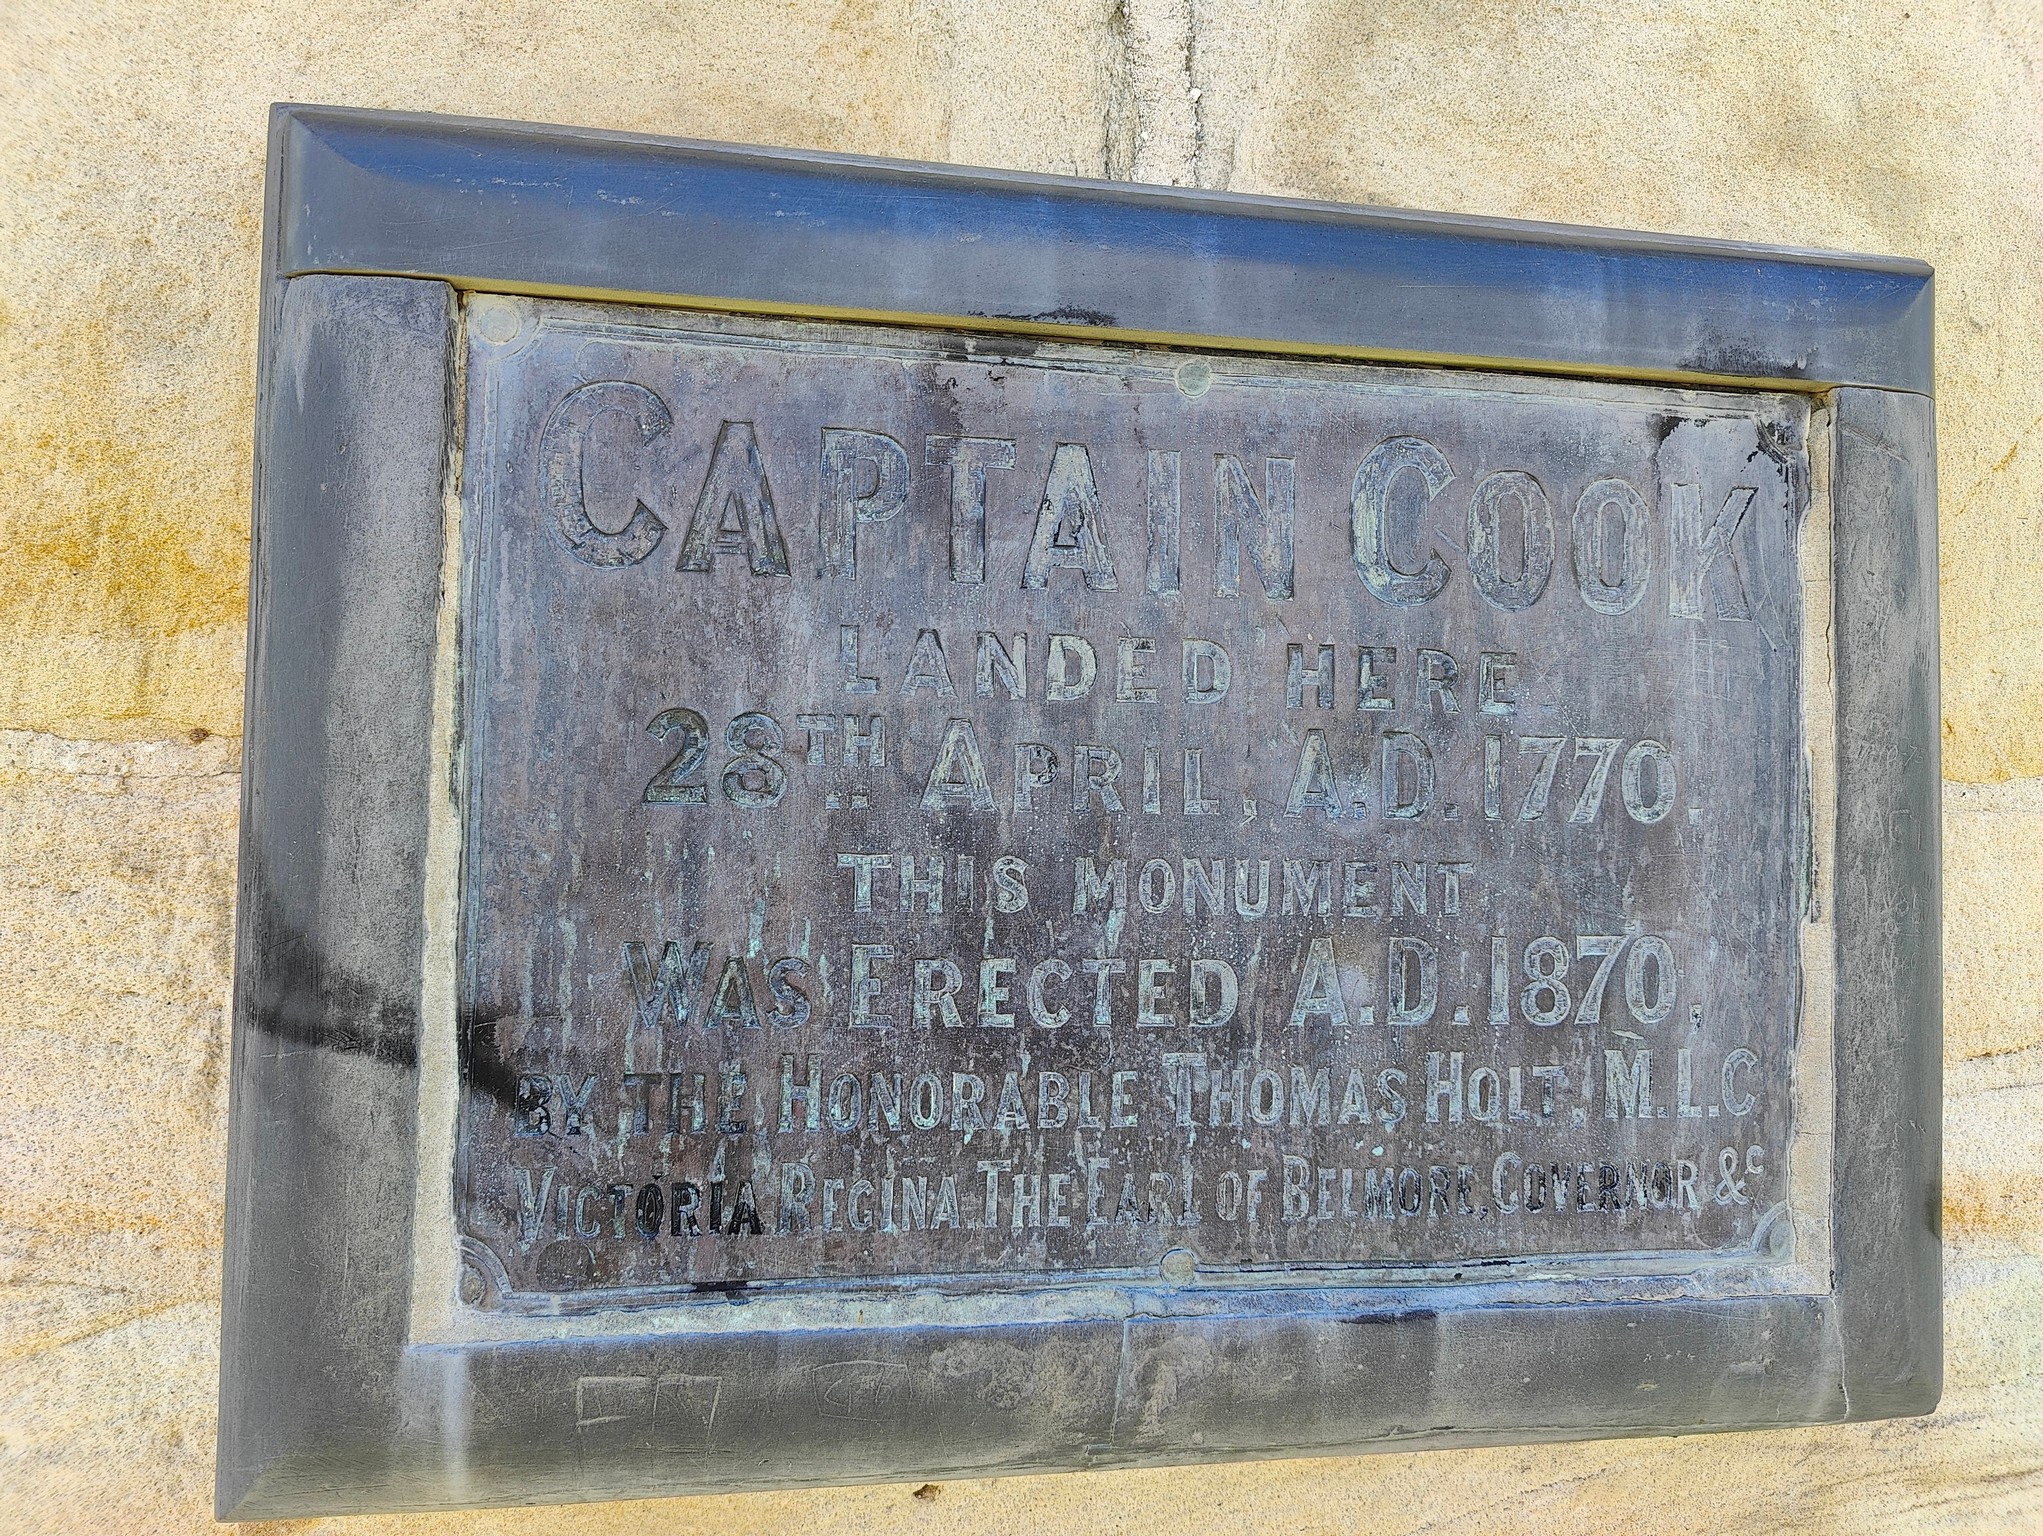 CAPTAIN COOK
LANDED HERE
28TH APRIL, A.D. 1770.
THIS MONUMENT
WAS ERECTED A.D. 1870,
BY THE HONORABLE THOMAS HOLT, M.L.C
VICTORIA REGINA. THE EARL OF BELMORE, GOVERNOR &C